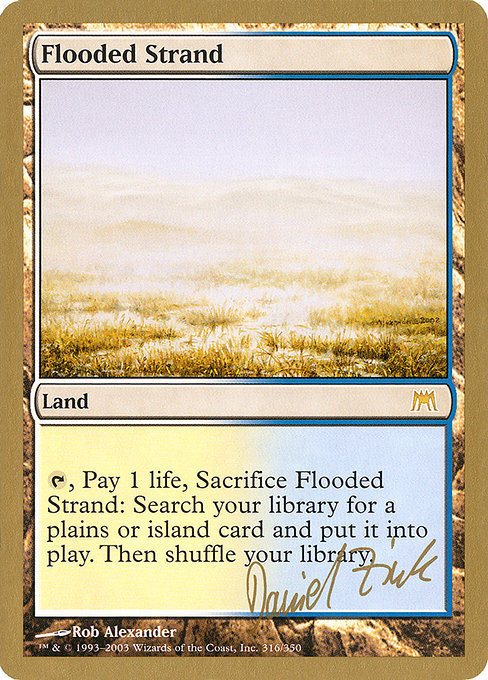 Flooded Strand
Land
, Pay 1 life, Sacrifice Flooded
Strand: Search your library for a
plains or island card and put it into
play. Then shuffle your library.
Daniel Zink
Rob Alexander
™ & © 1993–2003 Wizards of the Coast, Inc. 316/350